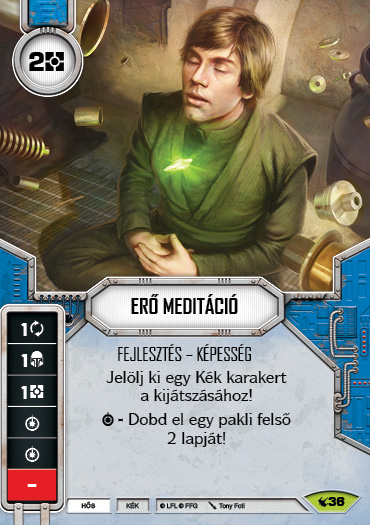 2
ERŐ MEDITÁCIÓ
FEJLESZTÉS – KÉPESSÉG
Jelölj ki egy Kék karakert
a kijátszásához!
- Dobd el egy pakli felső
2 lapját!
1
1
1
–
HŐS KÉK © LFL © FFG Tony Foti 36